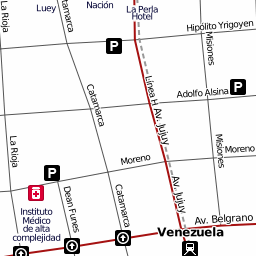 La Rioja
Luey
atamarca
Nación
La Perla
Hotel
Hipólito Yrigoyen
Misiones
P
P
Línea H
Av. Jujuy
Adolfo Alsina
Catamarca
La Rioja
Moreno
Moreno
Misiones
P
Instituto
Médico
de alta
complejidad
Dean Funes
Catamarca
Av. Jujuy
Av. Belgrano
Venezuela